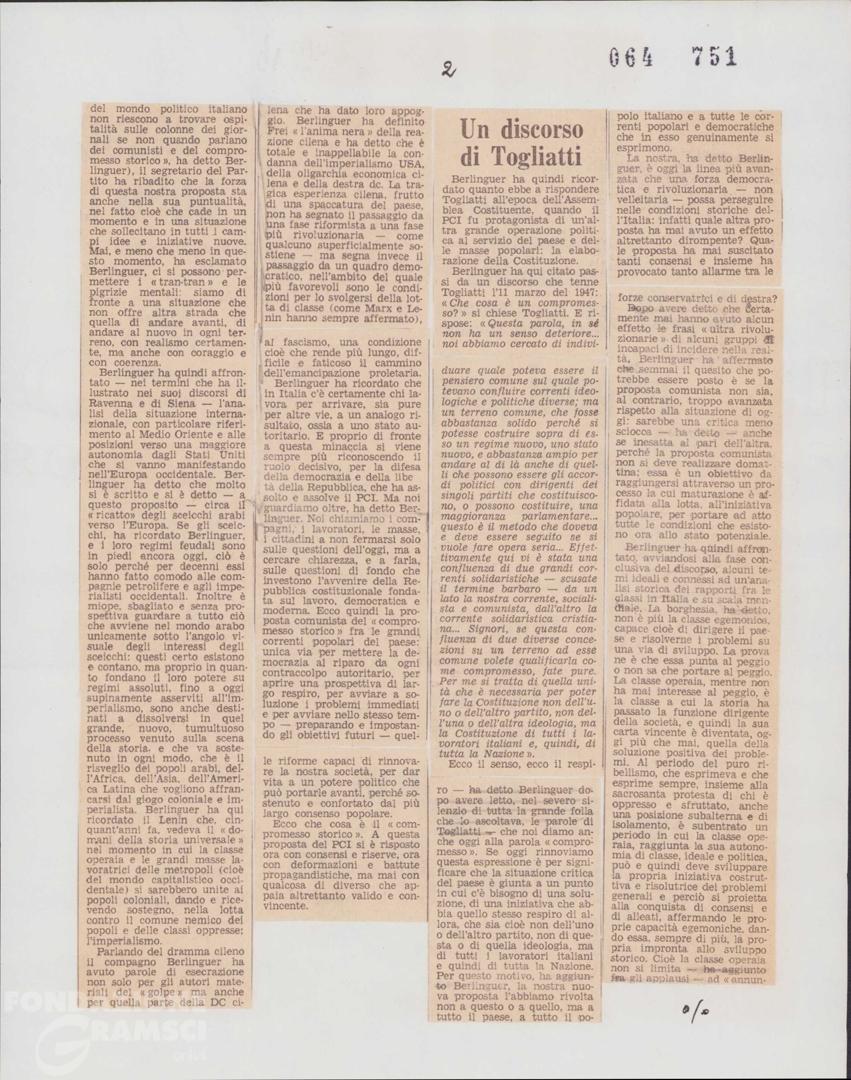 2
064 751
del mondo politico italiano
non riescono a trovare ospi-
talità sulle colonne dei gior-
nali se non quando parlano
dei comunisti e del compro-
messo storico », ha detto Ber-
linguer), il segretario del Par-
tito ha ribadito che la forza
di questa nostra proposta sta
anche nella sua puntualità,
nel fatto cioè che cade in un
momento e in una situazione
che sollecitano in tutti i cam-
pi idee e iniziative nuove.
Mai, e meno che meno in que-
sto momento, ha esclamato
Berlinguer, ci si possono per-
mettere i «tran-tran» e le
pigrizie mentali: siamo di
fronte a una situazione che
non offre altra strada che
quella di andare avanti, di
andare al nuovo in ogni ter-
reno, con realismo certamen-
te, ma anche con coraggio e
con coerenza.
Berlinguer ha quindi affron-
tato — nei termini che ha il-
lustrato nei suoi discorsi di
Ravenna e di Siena — l'ana-
lisi della situazione interna-
zionale, con particolare riferi-
mento al Medio Oriente e alle
posizioni verso una maggiore
autonomia dagli Stati Uniti
che si vanno manifestando
nell'Europa occidentale. Ber-
linguer ha detto che molto
si è scritto e si è detto — a
questo proposito — circa il
«ricatto» degli sceicchi arabi
verso l'Europa. Se gli sceic-
chi, ha ricordato Berlinguer,
e i loro regimi feudali sono
in piedi ancora oggi, ciò è
solo perché per decenni essi
hanno fatto comodo alle com-
pagnie petrolifere e agli impe-
rialisti occidentali. Inoltre è
miope, sbagliato e senza pro-
spettiva guardare a tutto ciò
che avviene nel mondo arabo
unicamente sotto l'angolo vi-
suale degli interessi degli
sceicchi: questi certo esistono
e contano, ma proprio in quan-
to fondano il loro potere su
regimi assoluti, fino a oggi
supinamente asserviti all'im-
perialismo, sono anche desti-
nati a dissolversi in quel
grande, nuovo, tumultuoso
processo venuto sulla scena
della storia, e che va soste-
nuto in ogni modo, che è il
risveglio dei popoli arabi, del-
l'Africa, dell'Asia, dell'Ameri-
ca Latina che vogliono affran-
carsi dal giogo coloniale e im-
perialista. Berlinguer ha qui
ricordato il Lenin che, cin-
quant'anni fa, vedeva il «do-
mani della storia universale»
nel momento in cui la classe
operaia e le grandi masse la-
voratrici delle metropoli (cioè
del mondo capitalistico occi-
dentale) si sarebbero unite ai
popoli coloniali, dando e rice-
vendo sostegno, nella lotta
contro il comune nemico dei
popoli e delle classi oppresse:
l'imperialismo.
Parlando del dramma cileno
il compagno Berlinguer ha
avuto parole di esecrazione
non solo per gli autori mate-
riali del «golpe» ma anche
per quella parte della DC ci-
lena che ha dato loro appog-
gio. Berlinguer ha definito
Frei «l'anima nera» della rea-
zione cilena e ha detto che è
totale e inappellabile la con-
danna dell'imperialismo USA,
della oligarchia economica ci-
lena e della destra dc. La tra-
gica esperienza cilena, frutto
di una spaccatura del paese,
non ha segnato il passaggio da
una fase riformista a una fase
più rivoluzionaria — come
qualcuno superficialmente so-
stiene — ma segna invece il
passaggio da un quadro demo-
cratico, nell'ambito del quale
più favorevoli sono le condi-
zioni per lo svolgersi della lot-
ta di classe (come Marx e Le-
nin hanno sempre affermato),
al fascismo, una condizione
cioè che rende più lungo, dif-
ficile e faticoso il cammino
dell'emancipazione proletaria.
Berlinguer ha ricordato che
in Italia c'è certamente chi la-
vora per arrivare, sia pure
per altre vie, a un analogo ri-
sultato, ossia a uno stato au-
toritario. E proprio di fronte
a questa minaccia si viene
sempre più riconoscendo il
ruolo decisivo, per la difesa
della democrazia e della libe
tà della Repubblica, che ha as-
solto e assolve il PCI. Ma noi
guardiamo oltre, ha detto Ber-
linguer. Noi chiamiamo i com-
pagni, i lavoratori, le masse,
i cittadini a non fermarsi solo
sulle questioni dell'oggi, ma a
cercare chiarezza, e a farla,
sulle questioni di fondo che
investono l'avvenire della Re-
pubblica costituzionale fonda-
ta sul lavoro, democratica e
moderna. Ecco quindi la pro-
posta comunista del «compro-
messo storico» fra le grandi
correnti popolari del paese:
unica via per mettere la de-
mocrazia al riparo da ogni
contraccolpo autoritario, per
aprire una prospettiva di lar-
go respiro, per avviare a so-
luzione i problemi immediati
e per avviare nello stesso tem-
po — preparando e impostan-
do gli obiettivi futuri — quel-
le riforme capaci di rinnova-
re la nostra società, per dar
vita a un potere politico che
può portarle avanti, perché so-
stenuto e confortato dal più
largo consenso popolare.
Ecco che cosa è il «com-
promesso storico». A questa
proposta del PCI si è risposto
ora con consensi e riserve, ora
con deformazioni e battute
propagandistiche, ma mai con
qualcosa di diverso che ap-
paia altrettanto valido e con-
vincente.
Un discorso
di Togliatti
Berlinguer ha quindi ricor-
dato quanto ebbe a rispondere
Togliatti all'epoca dell'Assem-
blea Costituente, quando il
PCI fu protagonista di un'al-
tra grande operazione politi-
ca al servizio del paese e del-
le masse popolari: la elabo-
razione della Costituzione.
Berlinguer ha qui citato pas-
si da un discorso che tenne
Togliatti l'11 marzo del 1947:
«Che cosa è un compromes-
so?» si chiese Togliatti. E ri-
spose: «Questa parola, in sé
non ha un senso deteriore...
noi abbiamo cercato di indivi-
duare quale poteva essere il
pensiero comune sul quale po-
tevano confluire correnti ideo-
logiche e politiche diverse; ma
un terreno comune, che fosse
abbastanza solido perché si
potesse costruire sopra di es-
so un regime nuovo, uno stato
nuovo, e abbastanza ampio per
andare al di là anche di quel-
li che possono essere gli accor-
di politici con dirigenti dei
singoli partiti che costituisco-
no, o possono costituire, una
maggioranza parlamentare...
questo è il metodo che doveva
e deve essere seguito se si
vuole fare opera seria... Effet-
tivamente qui vi è stata una
confluenza di due grandi cor-
renti solidaristiche — scusate
il termine barbaro — da un
lato la nostra corrente, sociali-
sta e comunista, dall'altro la
corrente solidaristica cristia-
na... Signori, se questa con-
fluenza di due diverse conce-
zioni su un terreno ad esse
comune volete qualificarla co-
me compromesso, fate pure.
Per me si tratta di quella uni-
tà che è necessaria per poter
fare la Costituzione non dell'u-
no o dell'altro partito, non del-
l'una o dell'altra ideologia, ma
la Costituzione di tutti i la-
voratori italiani e, quindi, di
tutta la Nazione».
Ecco il senso, ecco il respi-
ro — ha detto Berlinguer do-
po avere letto, nel severo si-
lenzio di tutta la grande folla
che lo ascoltava, le parole di
Togliatti — che noi diamo an-
che oggi alla parola «compro-
messo». Se oggi rinnoviamo
questa espressione è per signi-
ficare che la situazione critica
del paese è giunta a un punto
in cui c'è bisogno di una solu-
zione, di una iniziativa che ab-
bia quello stesso respiro di al-
lora, che sia cioè non dell'uno
o dell'altro partito, non di que-
sta o di quella ideologia, ma
di tutti i lavoratori italiani
e quindi di tutta la Nazione.
Per questo motivo, ha aggiun-
to Berlinguer, la nostra nuo-
va proposta l'abbiamo rivolta
non a questo o a quello, ma a
tutto il paese, a tutto il po-
polo italiano e a tutte le cor-
renti popolari e democratiche
che in esso genuinamente si
esprimono.
La nostra, ha detto Berlin-
guer, è oggi la linea più avan-
zata che una forza democra-
tica e rivoluzionaria — non
velleitaria — possa perseguire
nelle condizioni storiche del-
l'Italia: infatti quale altra pro-
posta ha mai avuto un effetto
altrettanto dirompente? Qua-
le proposta ha mai suscitato
tanti consensi e insieme ha
provocato tanto allarme tra le
forze conservatrici e di destra?
Dopo avere detto che certa-
mente mai hanno avuto alcun
effetto le frasi «ultra rivolu-
zionarie» di alcuni gruppi di
incapaci di incidere nella real-
tà, Berlinguer ha affermato
che semmai il quesito che po-
trebbe essere posto è se la
proposta comunista non sia,
al contrario, troppo avanzata
rispetto alla situazione di og-
gi: sarebbe una critica meno
sciocca — ha detto — anche
se inesatta al pari dell'altra,
perché la proposta comunista
non si deve realizzare domat-
tina; essa è un obiettivo da
raggiungersi attraverso un pro-
cesso la cui maturazione è af-
fidata alla lotta, all'iniziativa
popolare, per portare ad atto
tutte le condizioni che esisto-
no ora allo stato potenziale.
Berlinguer ha quindi affron-
tato, avviandosi alla fase con-
clusiva del discorso, alcuni te-
mi ideali e connessi ad un'ana-
lisi storica dei rapporti fra le
classi in Italia e su scala mon-
diale. La borghesia, ha detto,
non è più la classe egemonica,
capace cioè di dirigere il pae-
se e risolverne i problemi su
una via di sviluppo. La prova
ne è che essa punta al peggio
o non sa che portare al peggio.
La classe operaia, mentre non
ha mai interesse al peggio,
è la classe a cui la storia ha
passato la funzione dirigente
della società, e quindi la sua
carta vincente è diventata, og-
gi più che mai, quella della
soluzione positiva dei proble-
mi. Al periodo del puro ri-
bellismo, che esprimeva e che
esprime sempre, insieme alla
sacrosanta protesta di chi è
oppresso e sfruttato, anche
una posizione subalterna e di
isolamento, è subentrato un
periodo in cui la classe ope-
raia, raggiunta la sua autono-
mia di classe, ideale e politica,
può e quindi deve sviluppare
la propria iniziativa costrut-
tiva e risolutrice dei problemi
generali e perciò si proietta
alla conquista di consensi e
di alleati, affermando le pro-
prie capacità egemoniche, dan-
do essa, sempre di più, la pro-
pria impronta allo sviluppo
storico. Cioè la classe operaia
non si limita — ha aggiunto
fra gli applausi — ad «annun-
FONDAZIONE
GRAMSCI